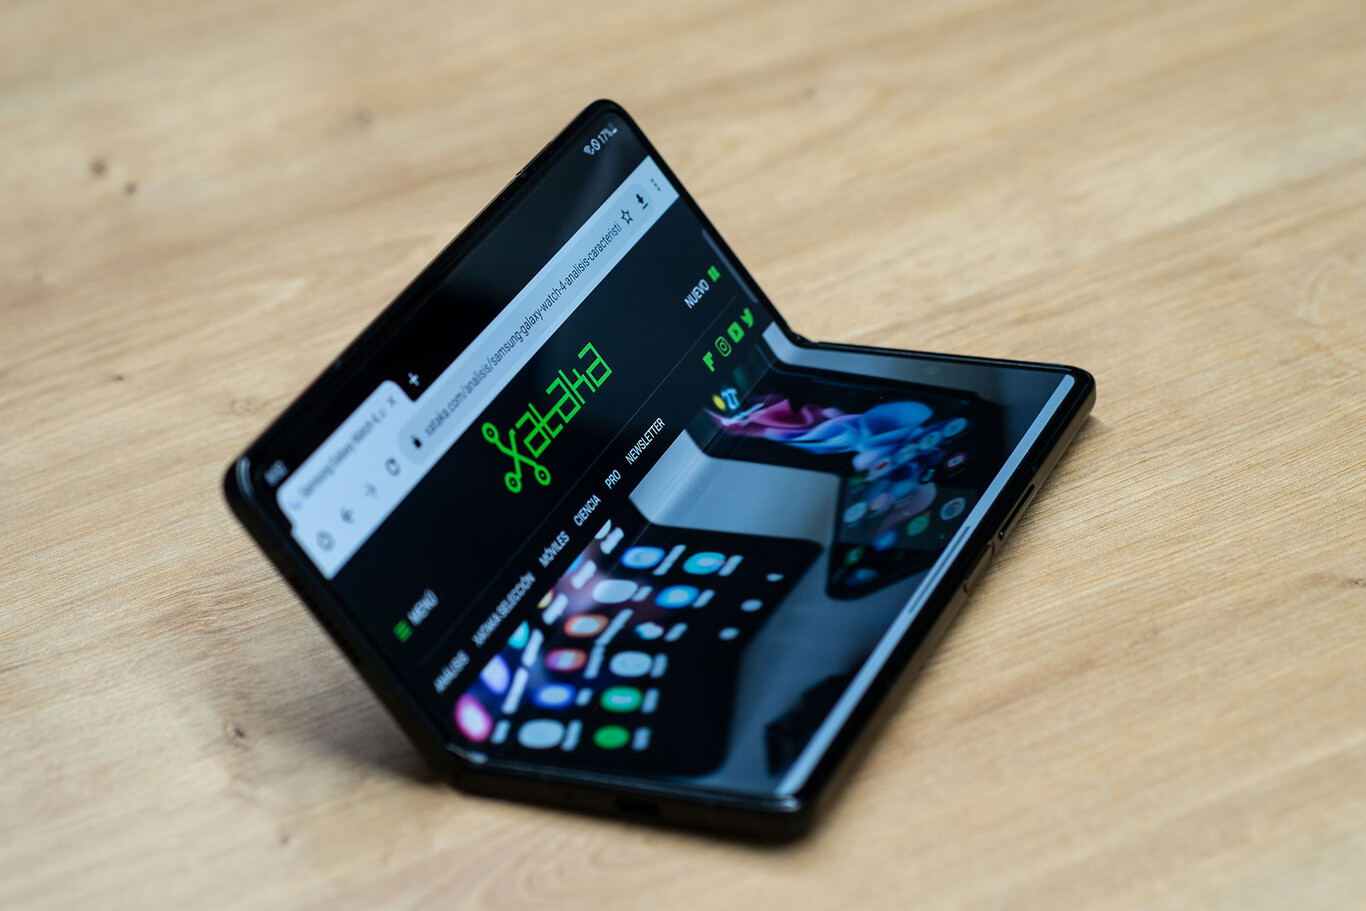 17%
Samsung Galaxy Watch 4,
xataka.com/analisis/samsung-galaxy-watch-4-analisis-caracteristi
MENÚ
xataka
NUEVO
ANÁLISIS XATAKA SELECCIÓN MÓVILES CIENCIA PRO NEWSLETTER